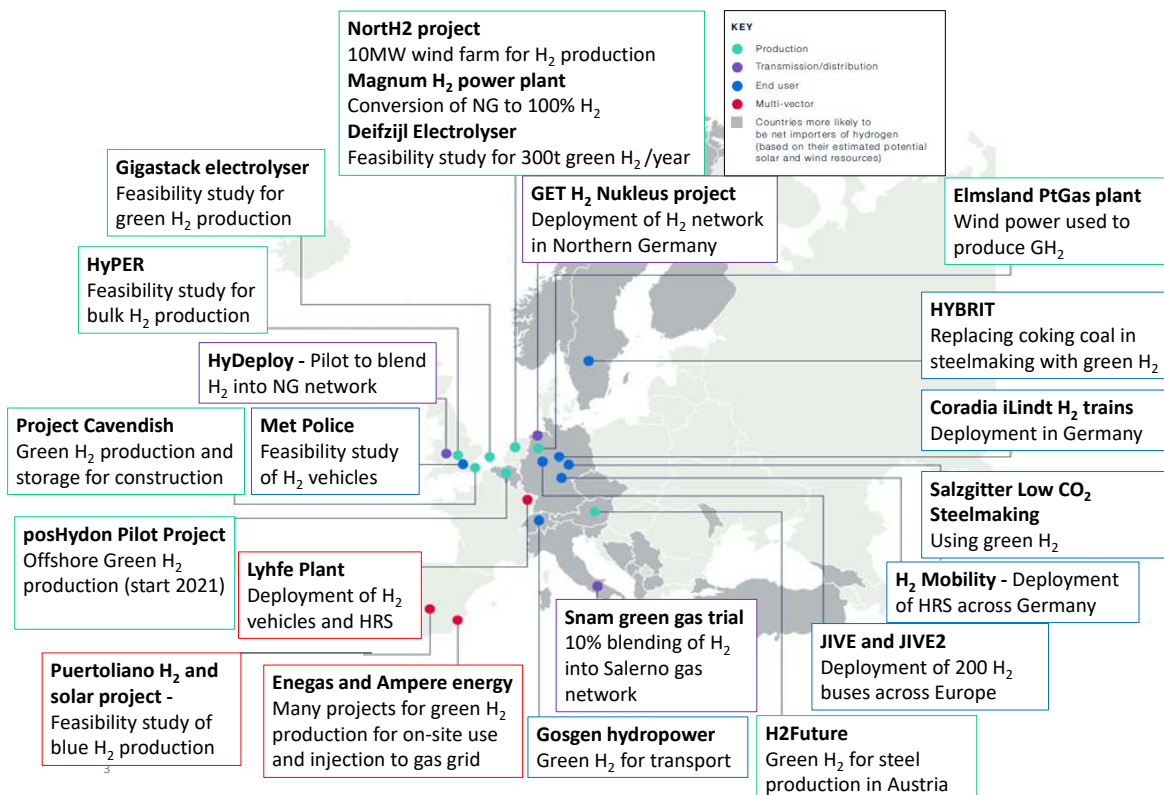 NortH2 project
10MW wind farm for H₂ production
Magnum H₂ power plant
Conversion of NG to 100% H₂
Deifzijl Electrolyser
Feasibility study for 300t green H₂ /year
KEY
Production
Transmission/distribution
End user
Multi-vector
Countries more likely to
be net importers of hydrogen
(based on their estimated potential
solar and wind resources)
Gigastack electrolyser
Feasibility study for
green H₂ production
GET H₂ Nukleus project
Deployment of H₂ network
in Northern Germany
Elmsland PtGas plant
Wind power used to
produce GH₂
HyPER
Feasibility study for
bulk H₂ production
HYBRIT
Replacing coking coal in
steelmaking with green H₂
HyDeploy - Pilot to blend
H₂ into NG network
Project Cavendish
Green H₂ production and
storage for construction
Met Police
Feasibility study
of H₂ vehicles
Coradia iLindt H₂ trains
Deployment in Germany
Salzgitter Low CO₂
Steelmaking
Using green H₂
posHydon Pilot Project
Offshore Green H₂
production (start 2021)
Lyhfe Plant
Deployment of H₂
vehicles and HRS
H₂ Mobility - Deployment
of HRS across Germany
Snam green gas trial
10% blending of H₂
into Salerno gas
network
JIVE and JIVE2
Deployment of 200 H₂
buses across Europe
Puertoliano H₂ and
solar project -
Feasibility study of
blue H₂ production
Enegas and Ampere energy
Many projects for green H₂
production for on-site use
and injection to gas grid
Gosgen hydropower
Green H₂ for transport
H2Future
Green H₂ for steel
production in Austria
3